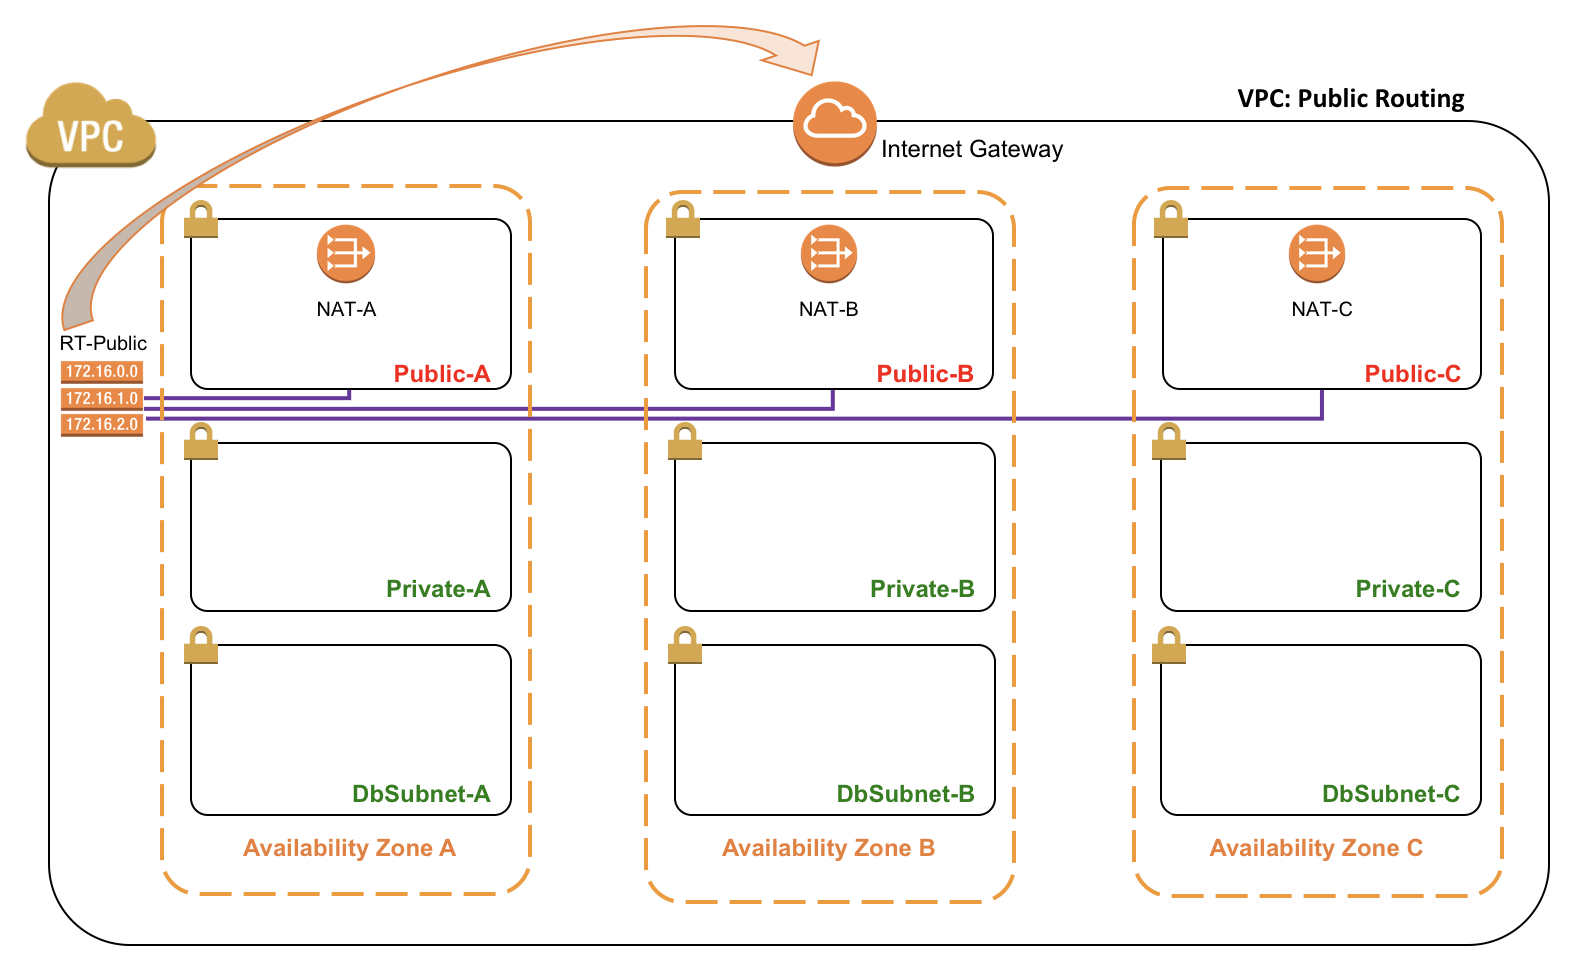 VPC: Public Routing
VPC
Internet Gateway
RT-Public
172.16.0.0
172.16.1.0
172.16.2.0
NAT-A
Public-A
NAT-B
Public-B
NAT-C
Public-C
Private-A
Private-B
Private-C
DbSubnet-A
DbSubnet-B
DbSubnet-C
Availability Zone A
Availability Zone B
Availability Zone C